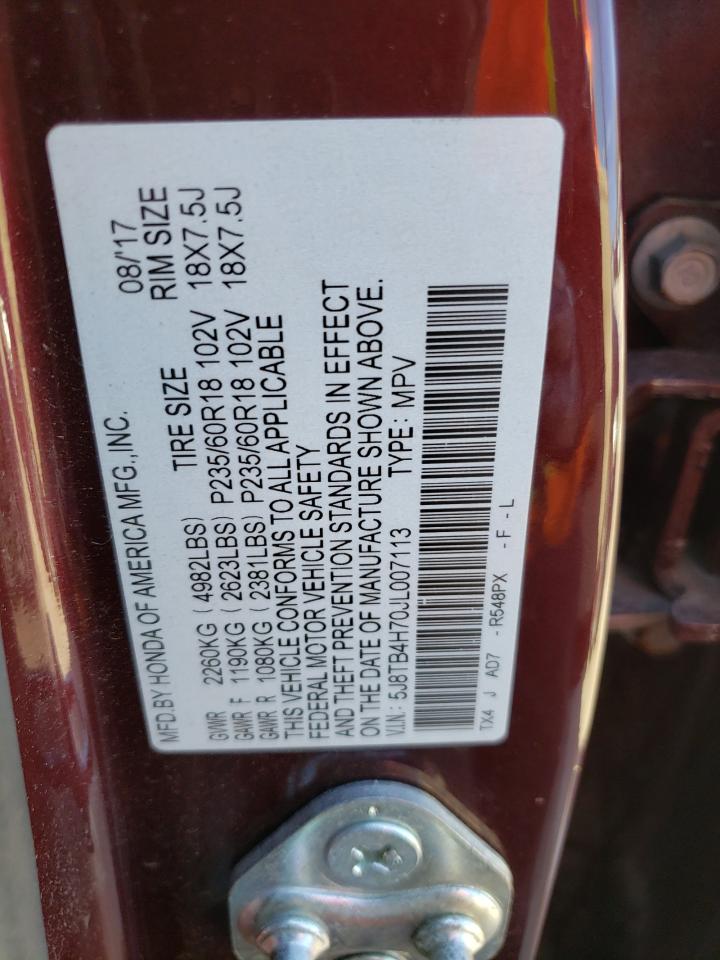 MFD.BY HONDA OF AMERICA MFG.,INC. 08/'17
TIRE SIZE RIM SIZE
GVWR 2260KG (4982LBS)
GAWR F 1190KG (2623LBS) P235/60R18 102V 18X7.5J
GAWR R 1080KG (2381LBS) P235/60R18 102V 18X7.5J
THIS VEHICLE CONFORMS TO ALL APPLICABLE
FEDERAL MOTOR VEHICLE SAFETY
AND THEFT PREVENTION STANDARDS IN EFFECT
ON THE DATE OF MANUFACTURE SHOWN ABOVE.
V.IN.: 5J8TB4H70JL007113 TYPE: MPV
TX4 J AD7 - R548PX - F - L